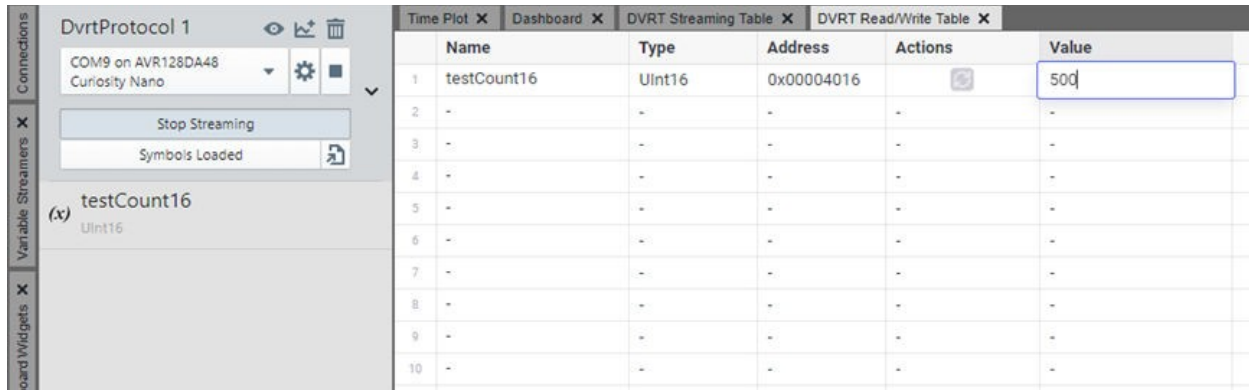 Connections
Variable Streamers
oard Widgets
DvrtProtocol 1
COM9 on AVR128DA48
Curiosity Nano
Stop Streaming
Symbols Loaded
(x) testCount16
UInt16
Time Plot Dashboard DVRT Streaming Table DVRT Read/Write Table
Name Type Address Actions Value
1 testCount16 UInt16 0x00004016 500
2 - - - - -
3 - - - - -
4 - - - - -
5 - - - - -
6 - - - - -
7 - - - - -
8 - - - - -
9 - - - - -
10 - - - - -